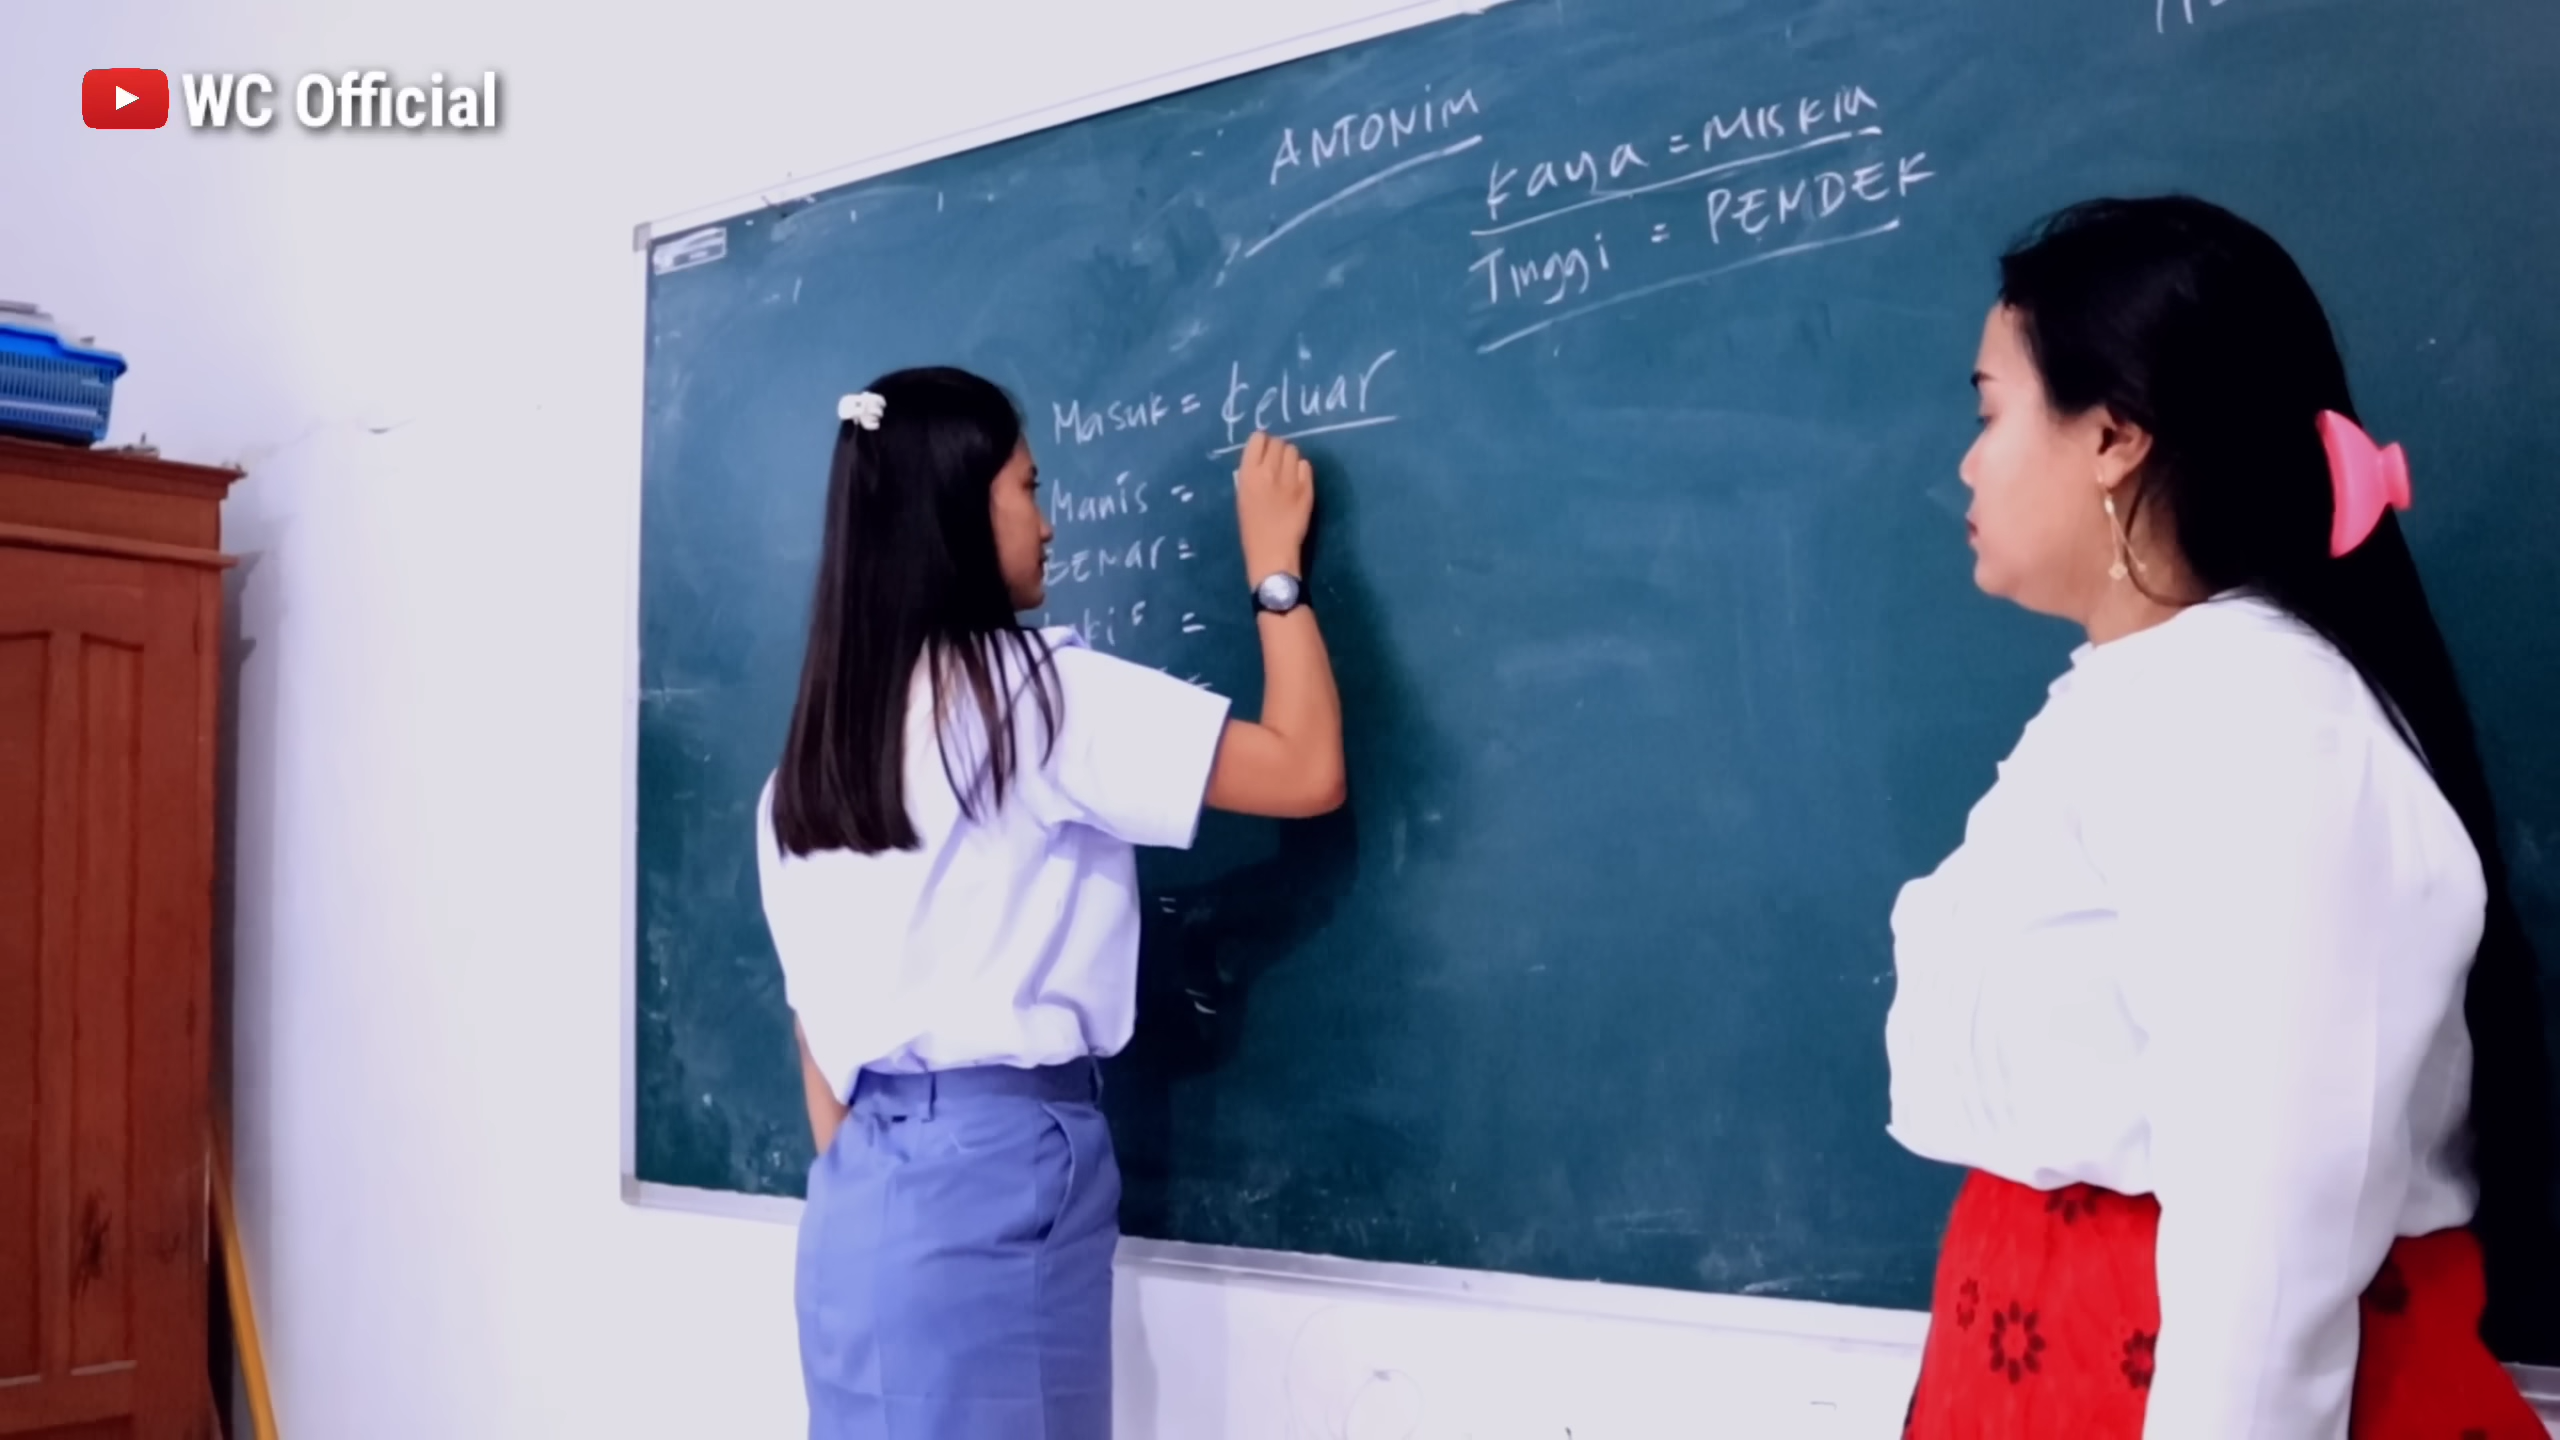 WC Official
ANTONIM
Kaya = MISKIN
Tinggi = PENDEK
Masuk = Keluar
Manis =
BENAR =
=
=
=